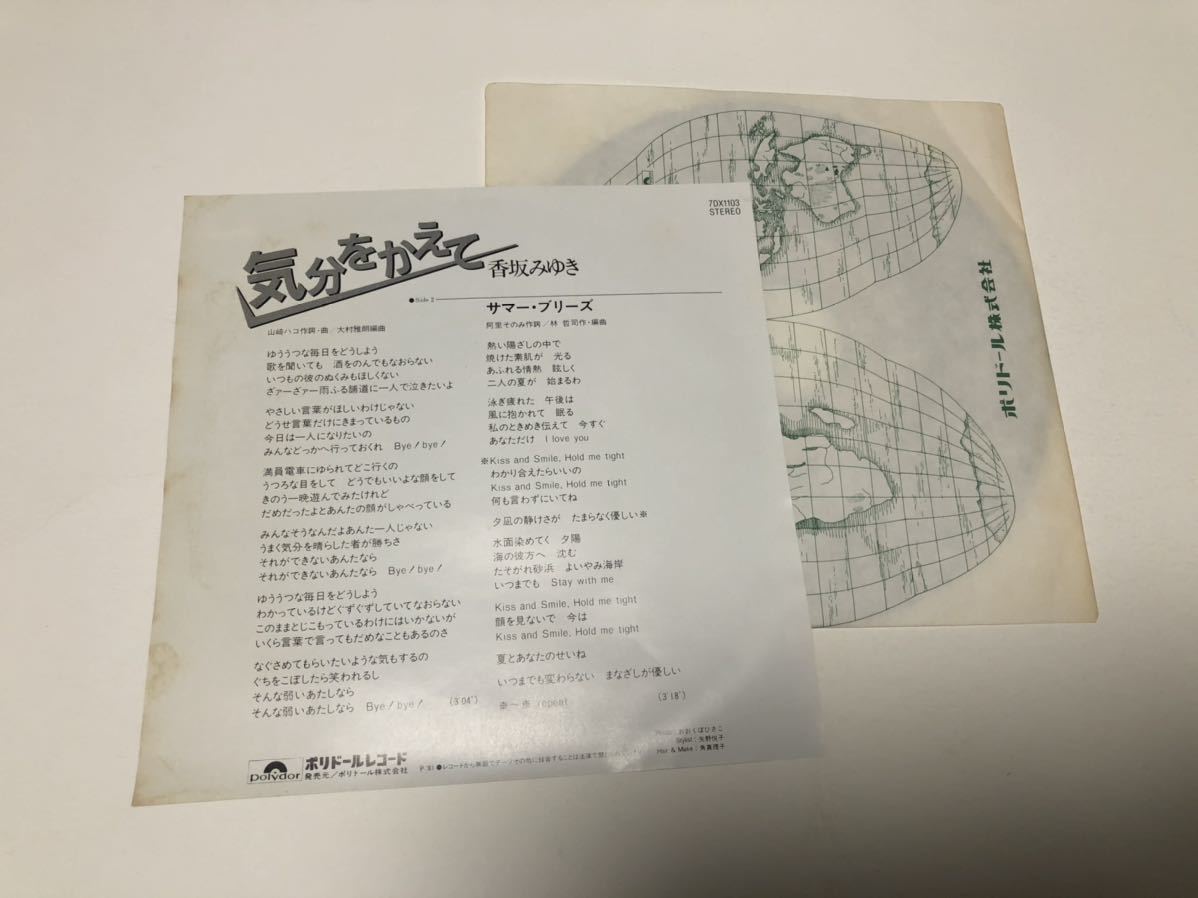 7DX1103
STEREO
気分をかえて
香坂みゆき
●Side 2
サマー・ブリーズ
山崎ハコ作詞・曲/大村雅朗編曲
ゆううつな毎日をどうしよう
歌を聞いても 酒をのんでもなおらない
いつもの彼のぬくみもほしくない
ざァーざァー雨ふる舗道に一人で泣きたいよ
やさしい言葉がほしいわけじゃない
どうせ言葉だけにきまっているもの
今日は一人になりたいの
みんなどっかへ行っておくれ Bye!bye!
満員電車にゆられてどこ行くの
うつろな目をして どうでもいいよな顔をして
きのう一晩遊んでみたけれど
だめだったよとあんたの顔がしゃべっている
みんなそうなんだよあんた一人じゃない
うまく気分を晴らした者が勝ちさ
それができないあんたなら
それができないあんたなら Bye!bye!
ゆううつな毎日をどうしよう
わかっているけどぐずぐずしていてなおらない
このままとじこもっているわけにはいかないが
いくら言葉で言ってもだめなこともあるのさ
なぐさめてもらいたいような気もするの
ぐちをこぼしたら笑われるし
そんな弱いあたしなら
そんな弱いあたしなら Bye!bye! (3'04")
阿里そのみ作詞/林 哲司作・編曲
熱い陽ざしの中で
焼けた素肌が 光る
あふれる情熱 眩しく
二人の夏が 始まるわ
泳ぎ疲れた 午後は
風に抱かれて 眠る
私のときめき伝えて 今すぐ
あなただけ I love you
※Kiss and Smile, Hold me tight
わかり合えたらいいの
Kiss and Smile, Hold me tight
何も言わずにいてね
夕凪の静けさが たまらなく優しい※
水面染めてく 夕陽
海の彼方へ 沈む
たそがれ砂浜 よいやみ海岸
いつまでも Stay with me
Kiss and Smile, Hold me tight
顔を見ないで 今は
Kiss and Smile, Hold me tight
夏とあなたのせいね
いつまでも変わらない まなざしが優しい
※〜※ repeat (3'18")
Photo:おおくぼひさこ
Stylist:矢野悦子
Hair & Make:角真理子
polydor
ポリドールレコード
発売元/ポリドール株式会社
ポリドール株式会社